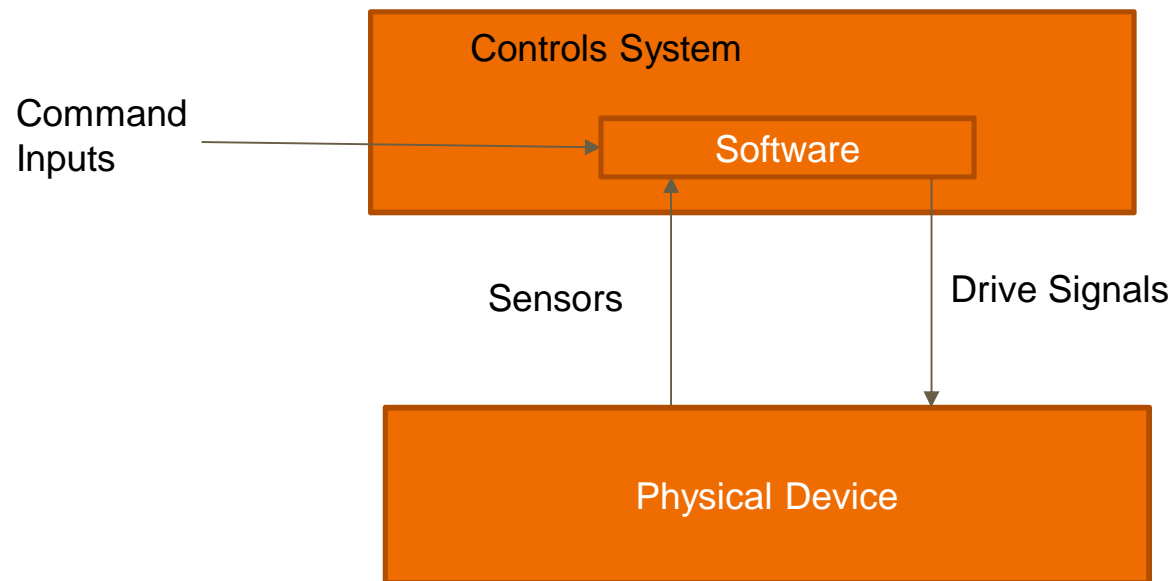 Controls System
Command
Inputs
Software
Sensors
Drive Signals
Physical Device